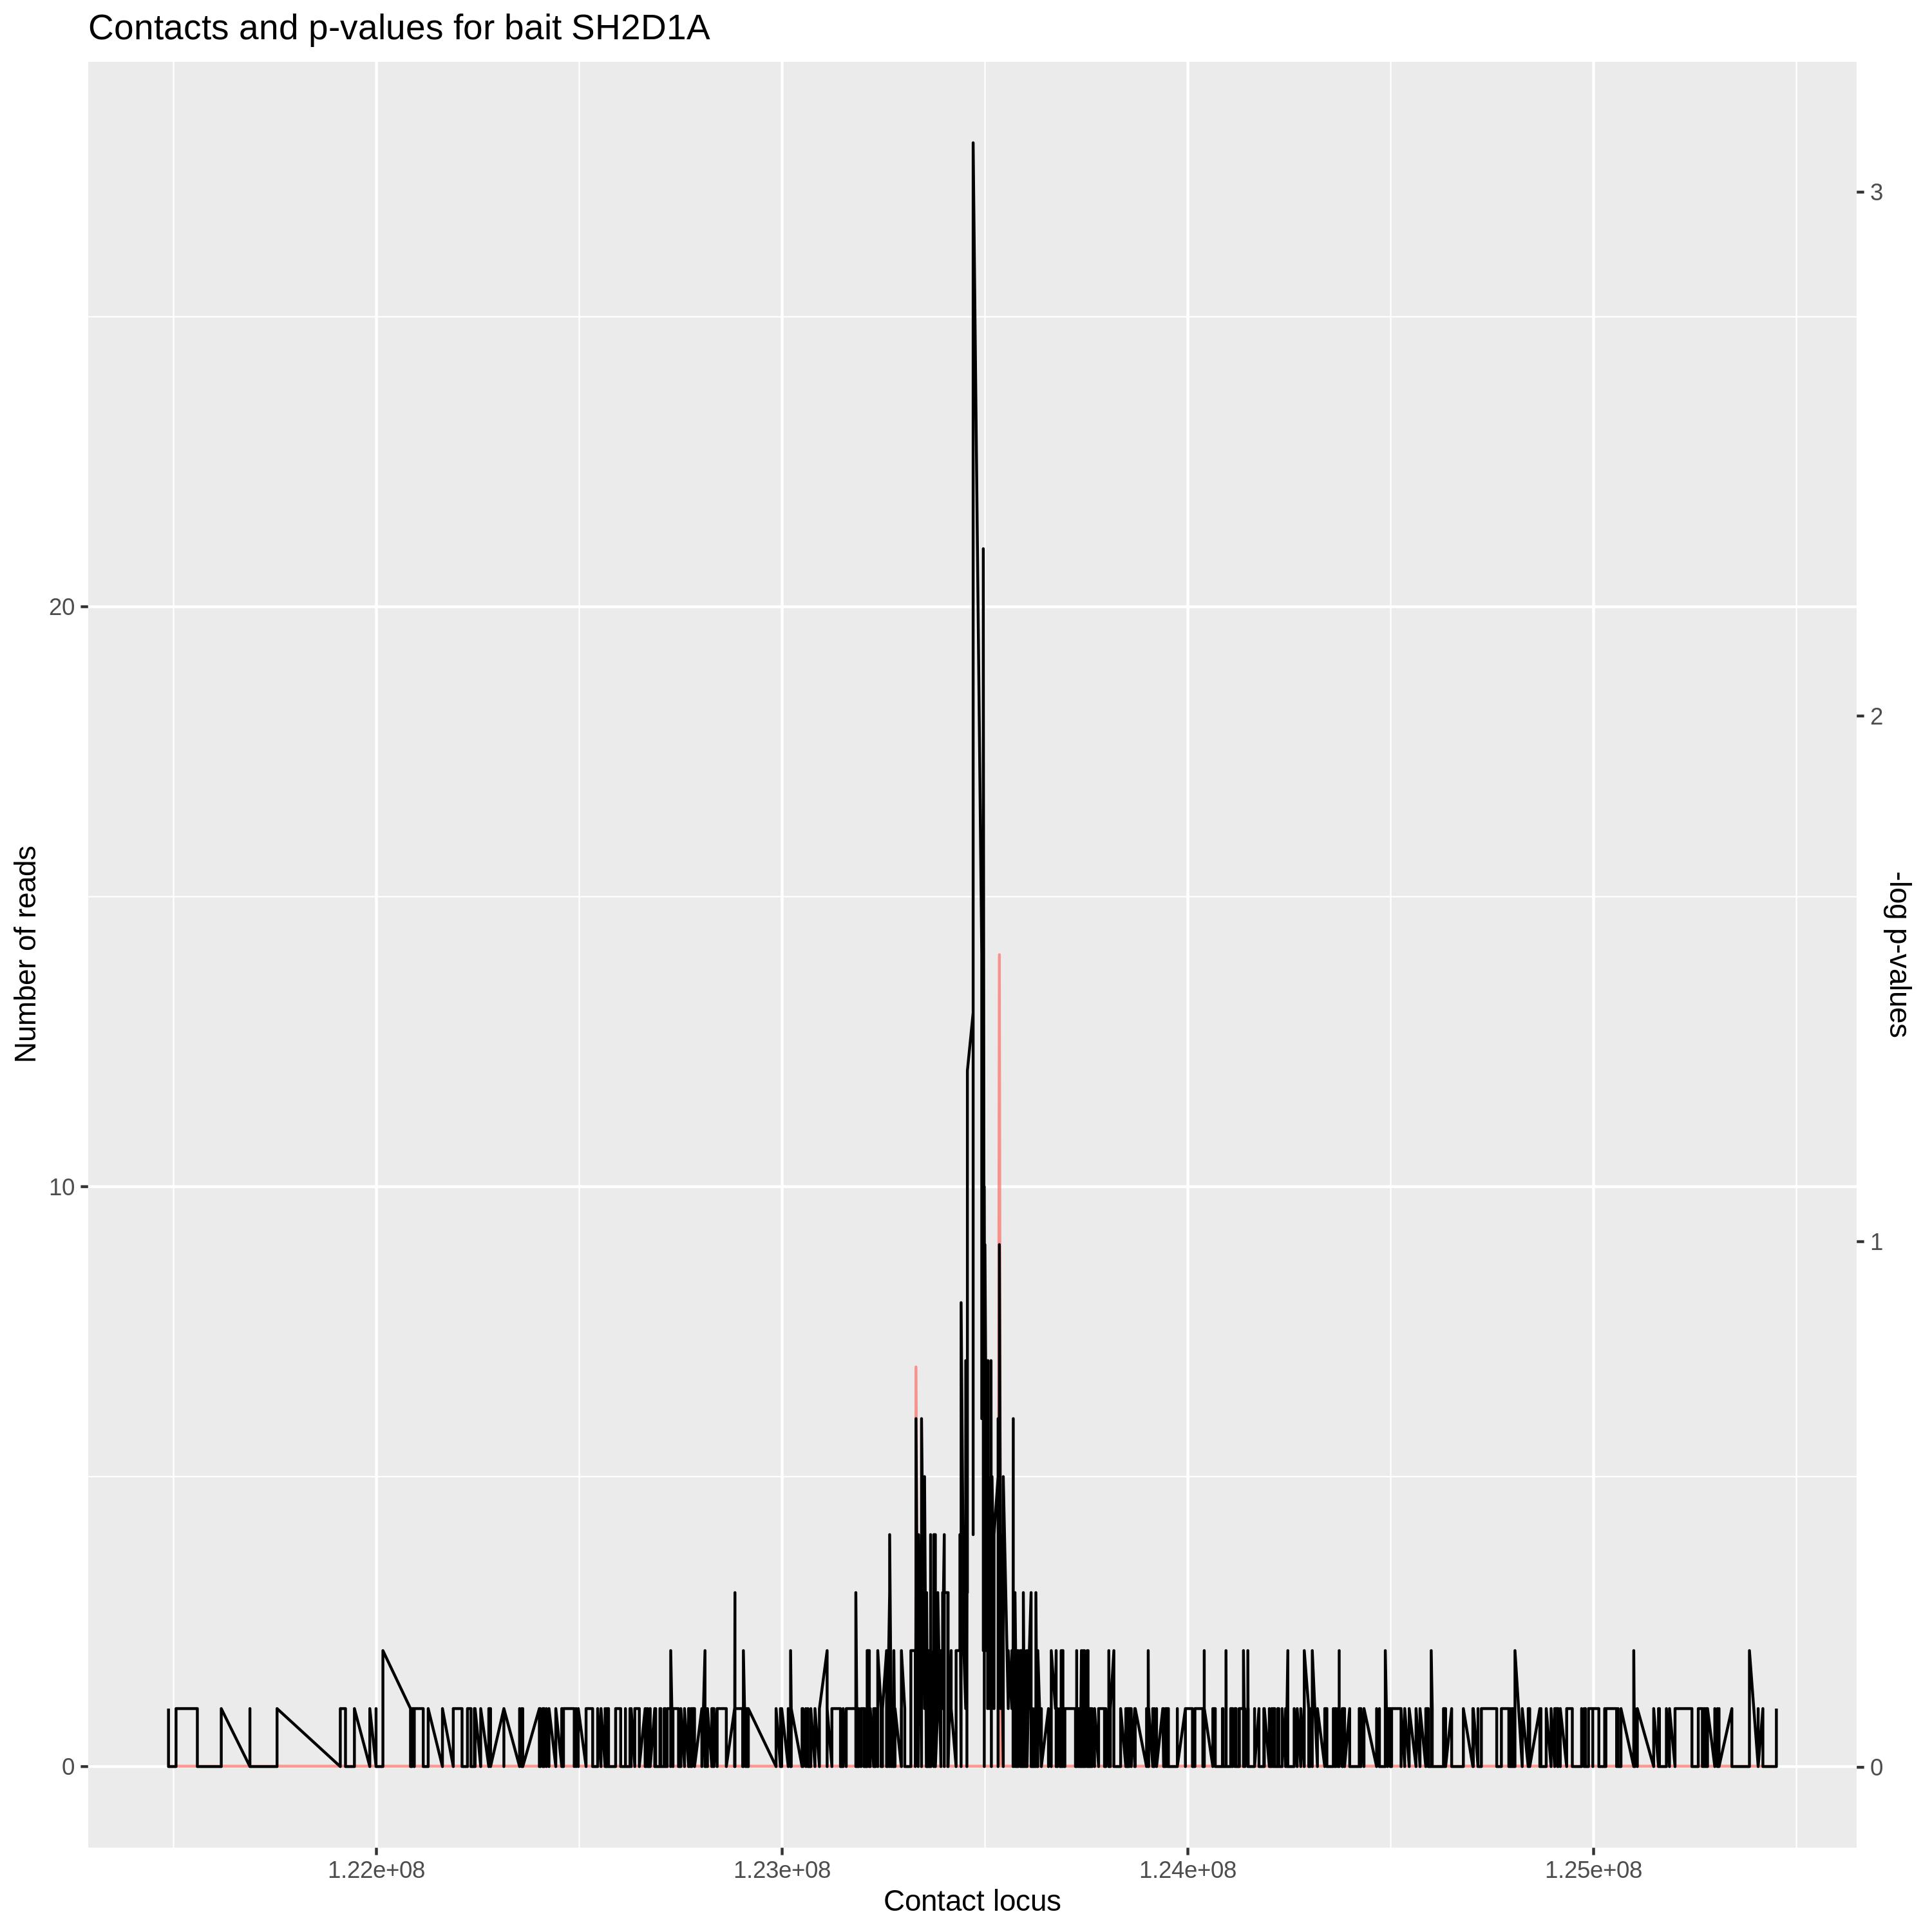 Contacts and p-values for bait SH2D1A
3
20
2
Number of reads
-log p-values
10
1
0
0
1.22e+08
1.23e+08
1.24e+08
1.25e+08
Contact locus